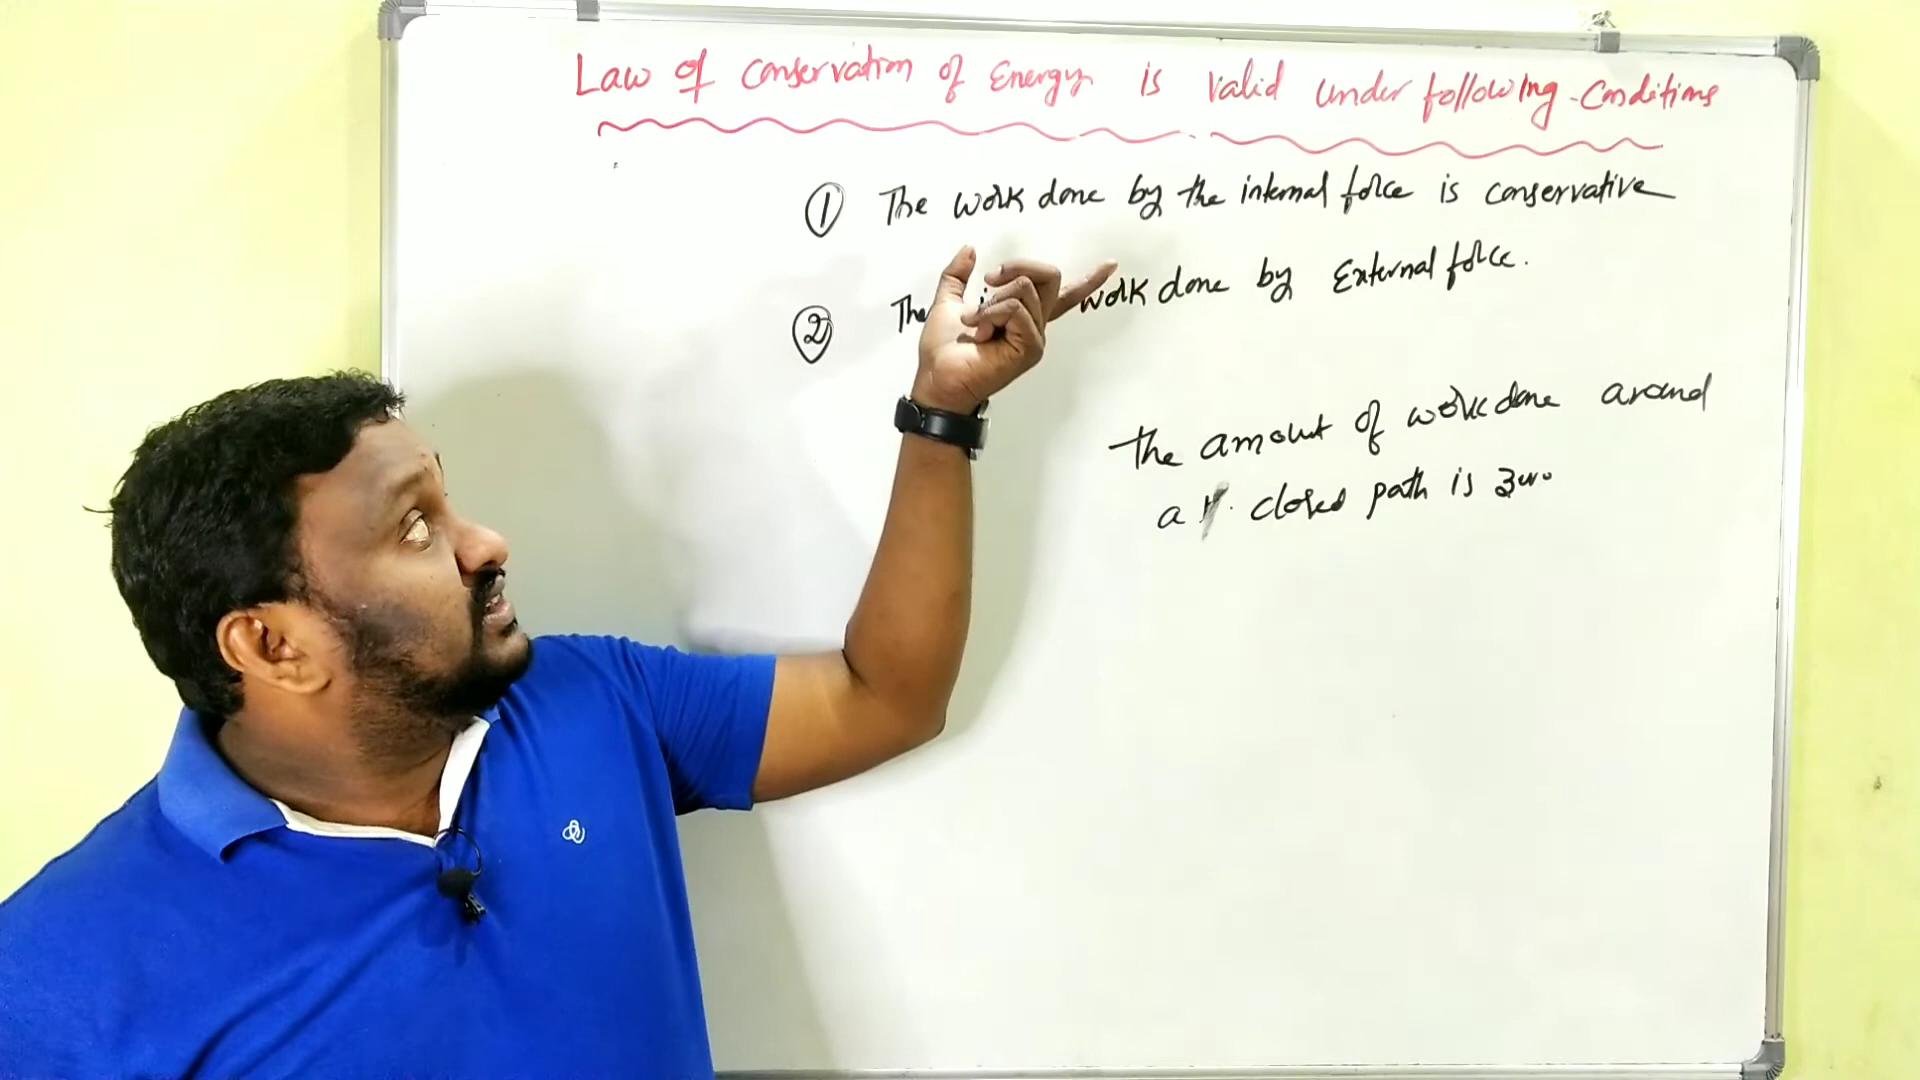 Law of conservation of Energy is valid under following conditions
① The work done by the internal force is conservative
② The work done by External force.
The amount of work done around
a closed path is zero